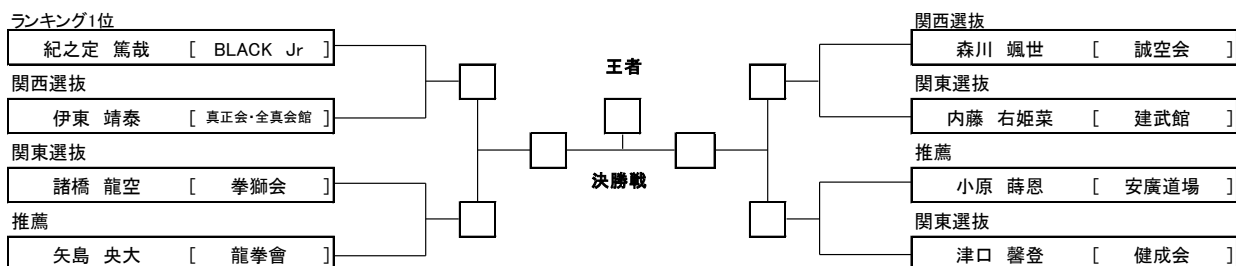 ランキング1位
紀之定 篤哉 [ BLACK Jr ]
関西選抜
伊東 靖泰 [ 真正会・全真会館 ]
関東選抜
諸橋 龍空 [ 拳獅会 ]
推薦
矢島 央大 [ 龍拳會 ]
王者
決勝戦
関西選抜
森川 颯世 [ 誠空会 ]
関東選抜
内藤 右姫菜 [ 建武館 ]
推薦
小原 蒔恩 [ 安廣道場 ]
関東選抜
津口 馨登 [ 健成会 ]